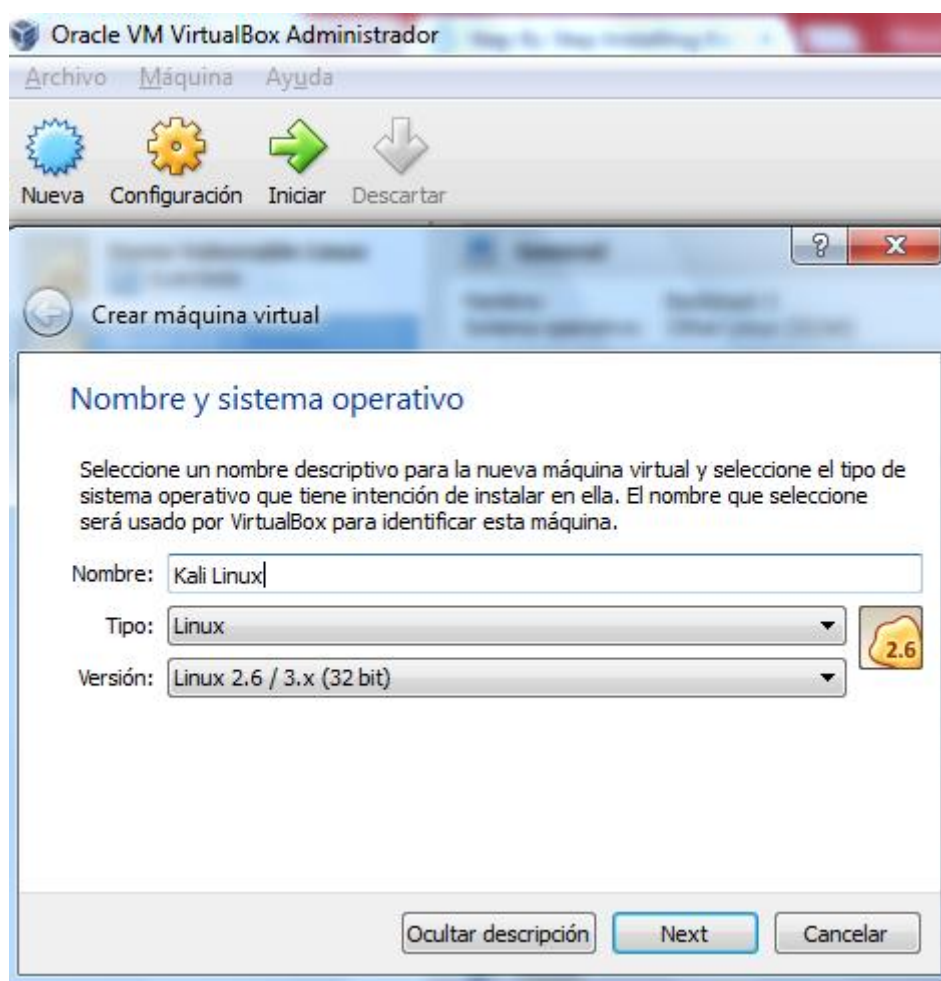 Oracle VM VirtualBox Administrador
Archivo Máquina Ayuda
Nueva Configuración Iniciar Descartar
Crear máquina virtual
Nombre y sistema operativo
Seleccione un nombre descriptivo para la nueva máquina virtual y seleccione el tipo de
sistema operativo que tiene intención de instalar en ella. El nombre que seleccione
será usado por VirtualBox para identificar esta máquina.
Nombre: Kali Linux
Tipo: Linux
2.6
Versión: Linux 2.6 / 3.x (32 bit)
Ocultar descripción Next Cancelar